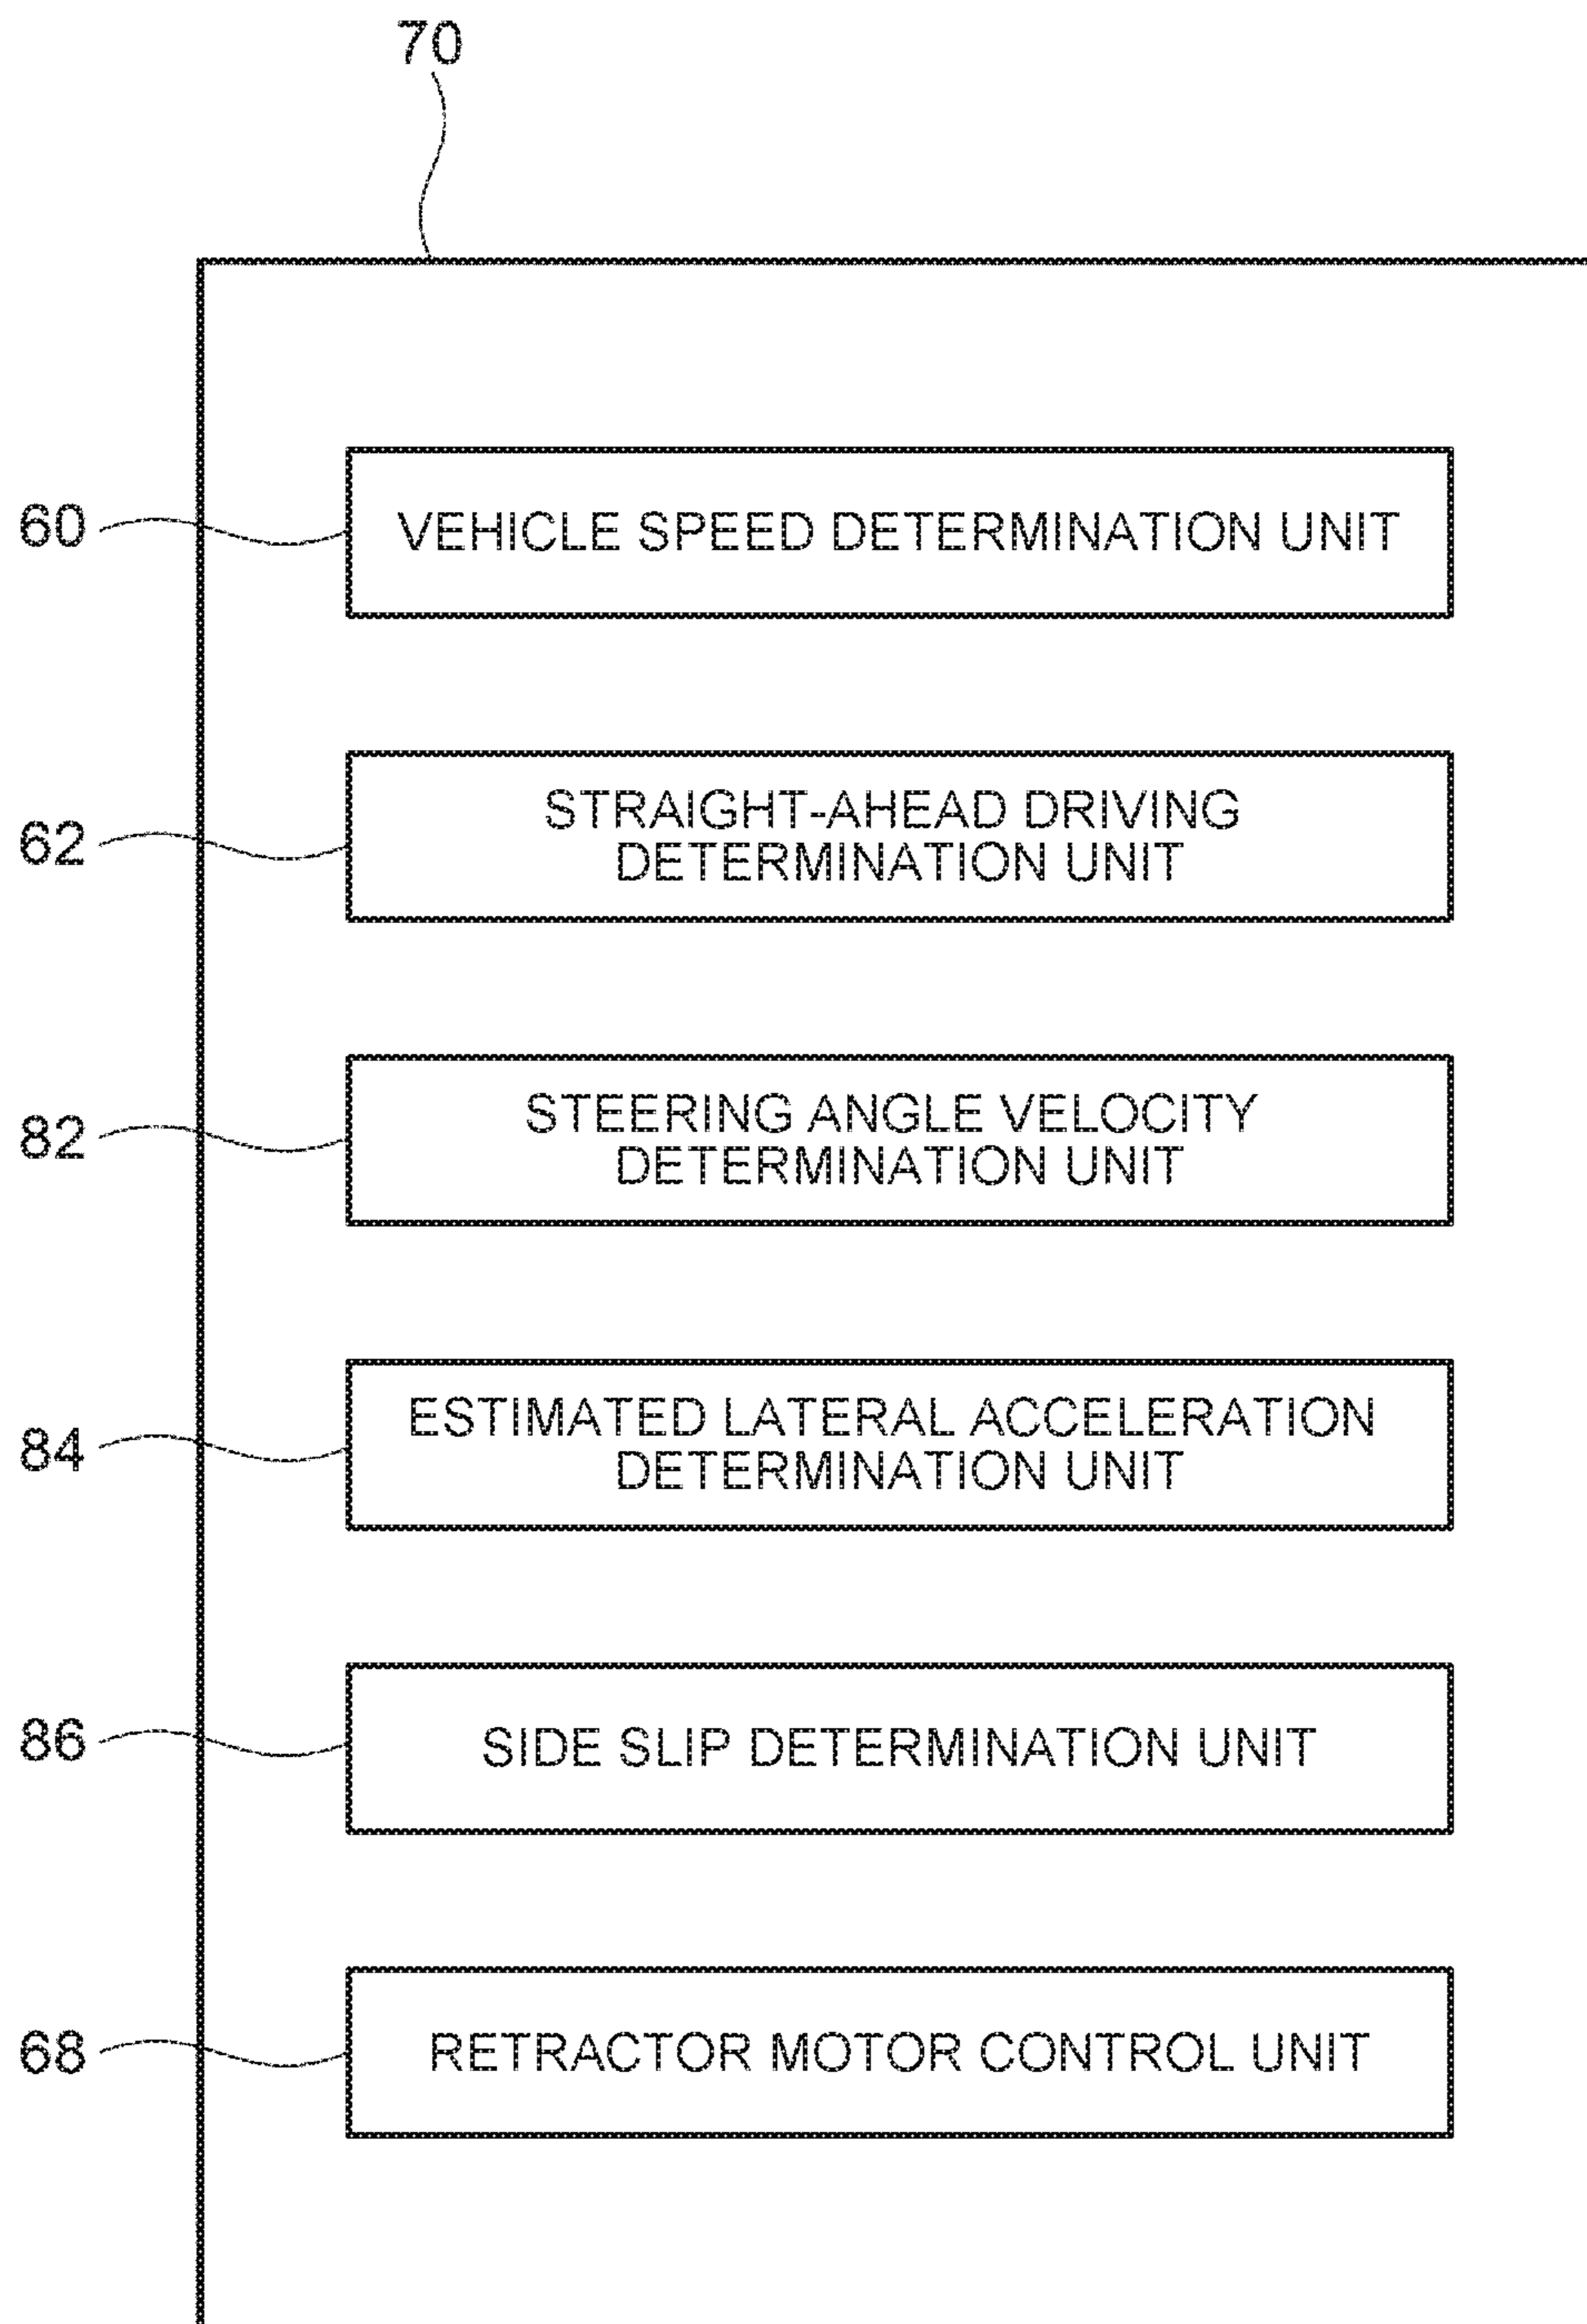 70
60 VEHICLE SPEED DETERMINATION UNIT
62 STRAIGHT-AHEAD DRIVING
DETERMINATION UNIT
82 STEERING ANGLE VELOCITY
DETERMINATION UNIT
84 ESTIMATED LATERAL ACCELERATION
DETERMINATION UNIT
86 SIDE SLIP DETERMINATION UNIT
68 RETRACTOR MOTOR CONTROL UNIT